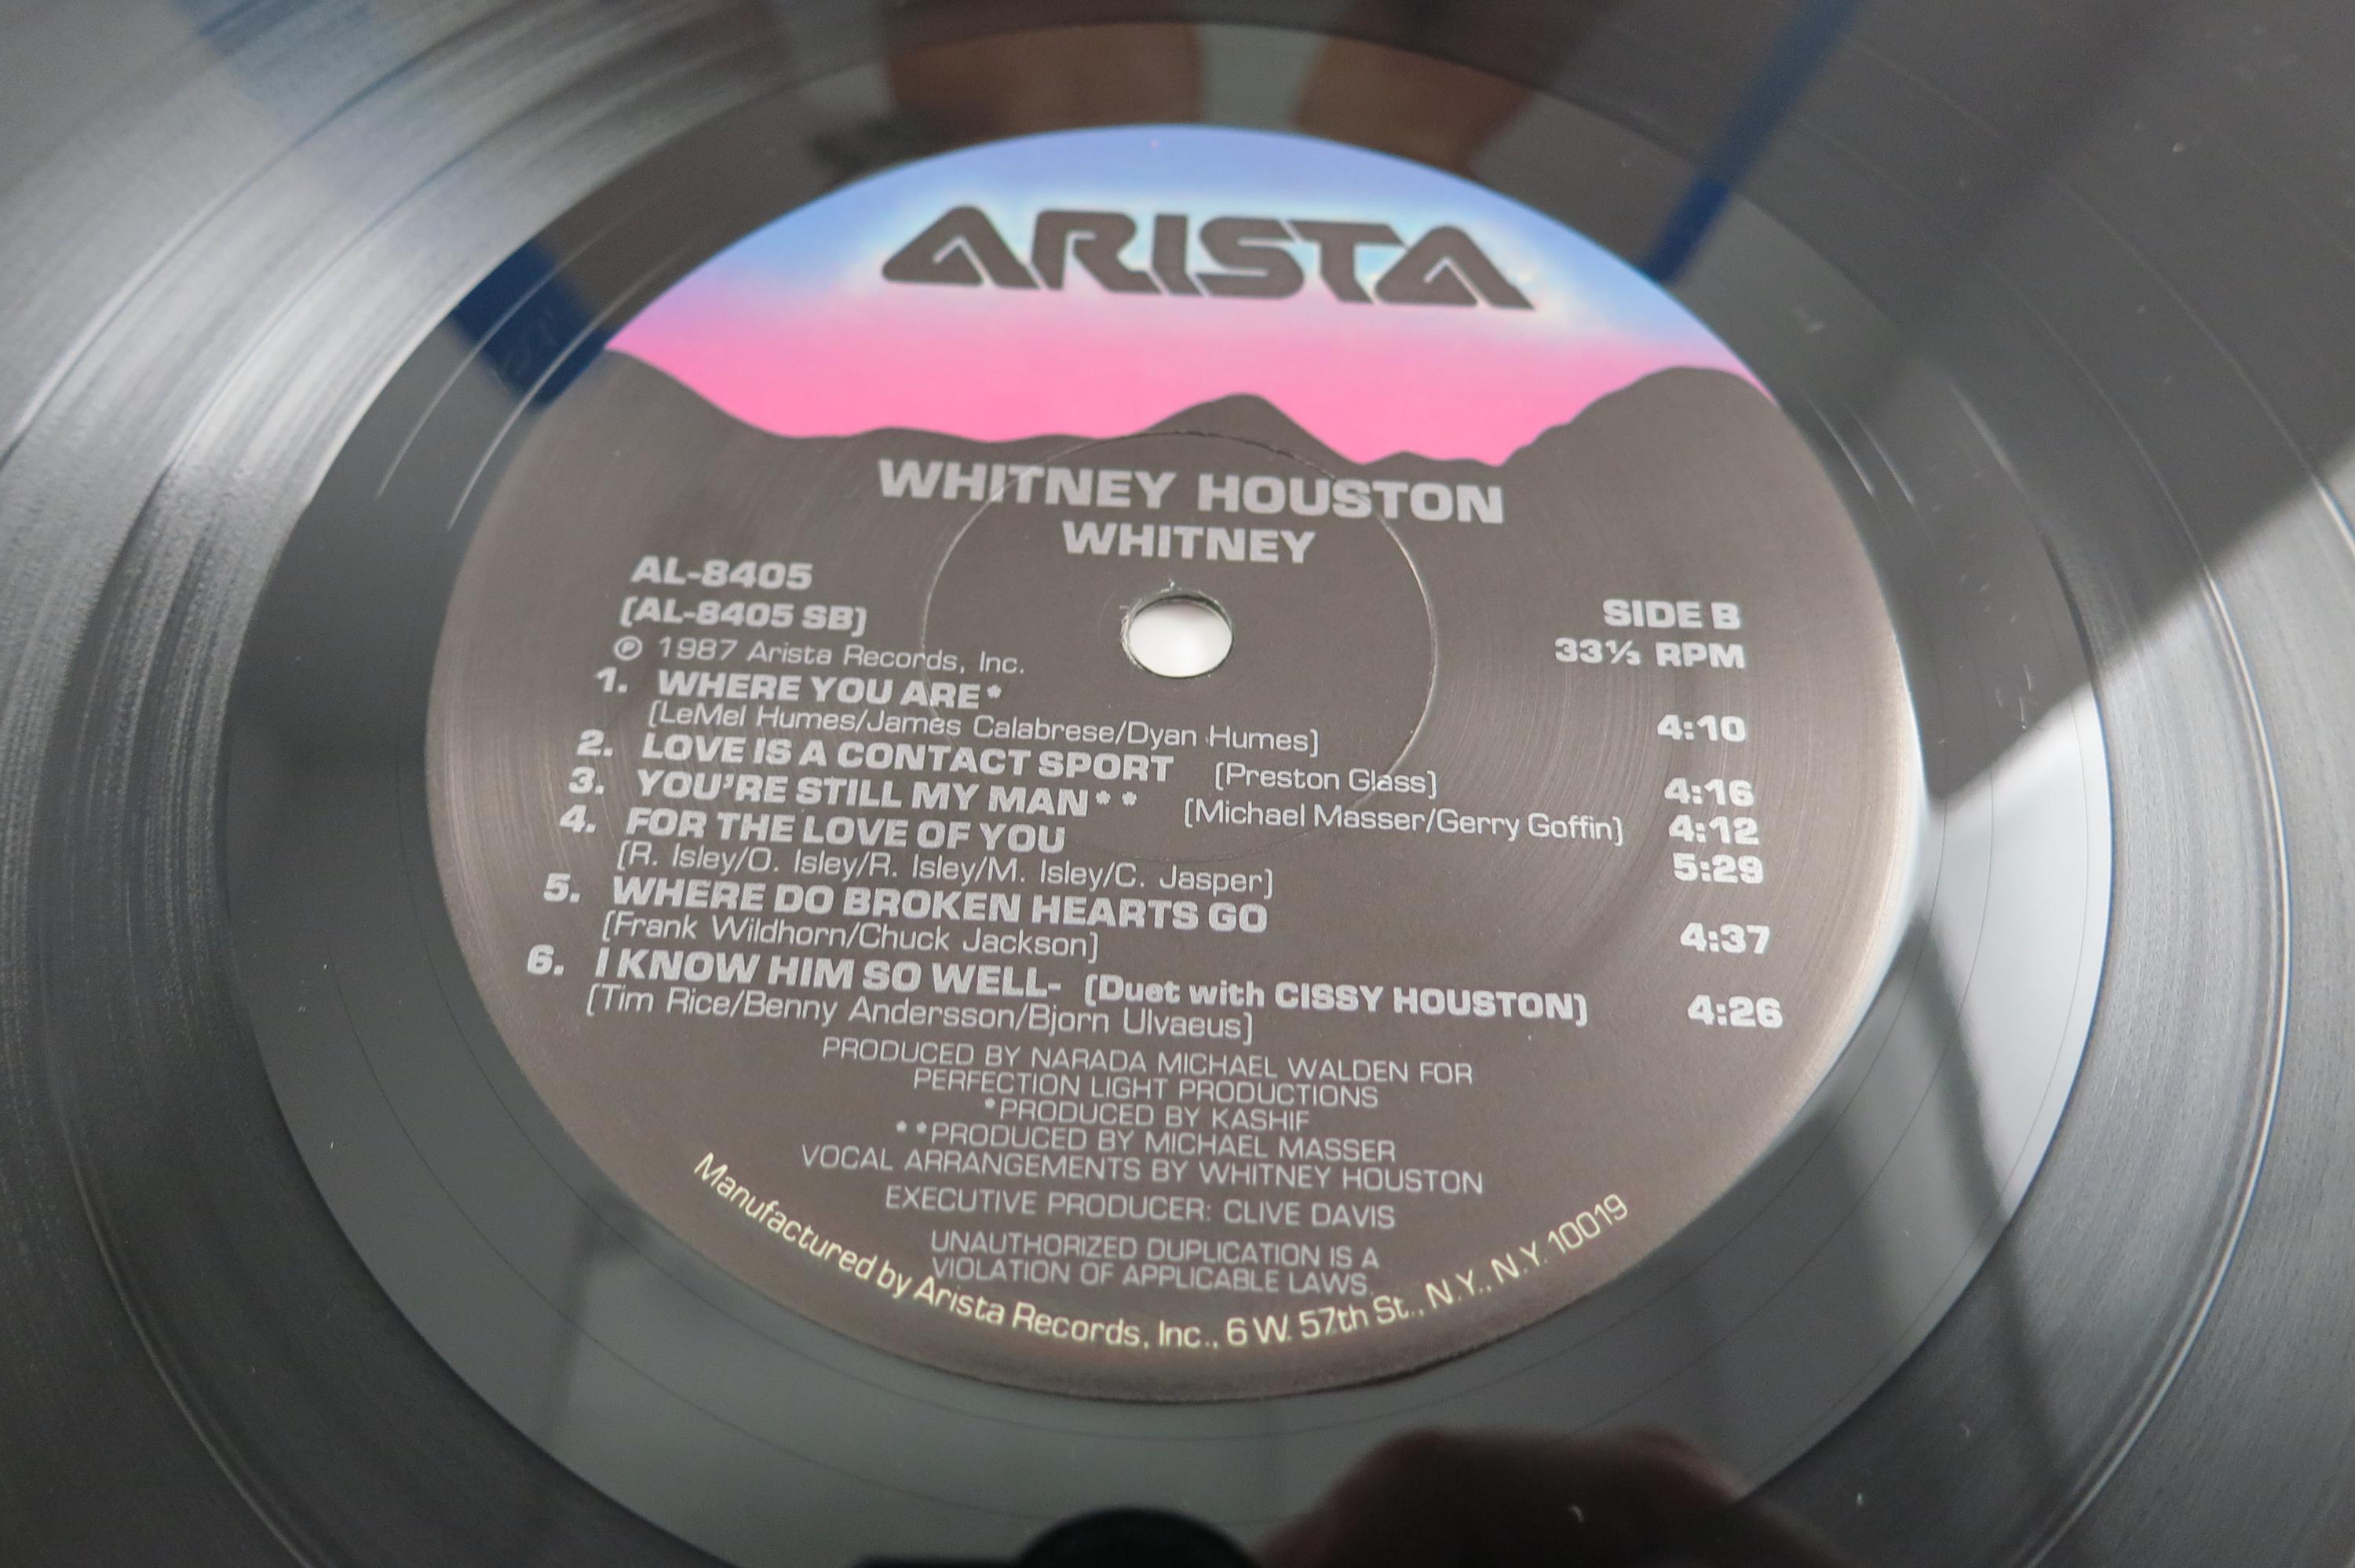 ARISTA
WHITNEY HOUSTON
WHITNEY
AL-8405
(AL-8405 SB)
℗ 1987 Arista Records, Inc.
SIDE B
33⅓ RPM
1. WHERE YOU ARE* 4:10
(LeMel Humes/James Calabrese/Dyan Humes)
2. LOVE IS A CONTACT SPORT (Preston Glass) 4:16
3. YOU'RE STILL MY MAN** (Michael Masser/Gerry Goffin) 4:12
4. FOR THE LOVE OF YOU 5:29
(R. Isley/O. Isley/R. Isley/M. Isley/C. Jasper)
5. WHERE DO BROKEN HEARTS GO 4:37
(Frank Wildhorn/Chuck Jackson)
6. I KNOW HIM SO WELL- (Duet with CISSY HOUSTON) 4:26
(Tim Rice/Benny Andersson/Bjorn Ulvaeus)
PRODUCED BY NARADA MICHAEL WALDEN FOR
PERFECTION LIGHT PRODUCTIONS
*PRODUCED BY KASHIF
**PRODUCED BY MICHAEL MASSER
VOCAL ARRANGEMENTS BY WHITNEY HOUSTON
EXECUTIVE PRODUCER: CLIVE DAVIS
UNAUTHORIZED DUPLICATION IS A
VIOLATION OF APPLICABLE LAWS.
Manufactured by Arista Records, Inc., 6 W. 57th St., N.Y., N.Y. 10019